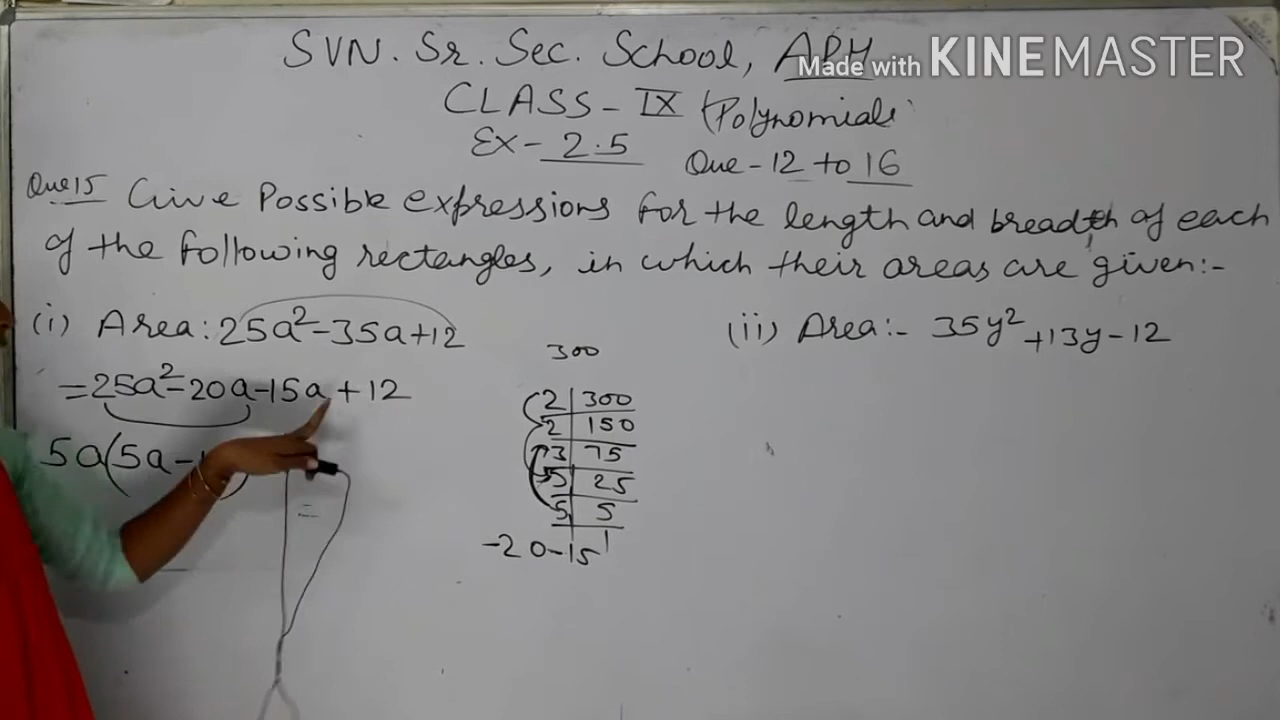 SVN. Sr. Sec. School, APH
Made with KINEMASTER
CLASS - IX (Polynomials
Ex - 2.5 Que - 12 to 16
Que 15 Give Possible expressions for the length and breadth of each
of the following rectangles, in which their areas are given:-
(i) Area: 25a² - 35a + 12
= 25a² - 20a - 15a + 12
5a(5a -
300
2 | 300
2 | 150
3 | 75
5 | 25
5 | 5
1
-20 -15
=
(ii) Area:- 35y² + 13y - 12